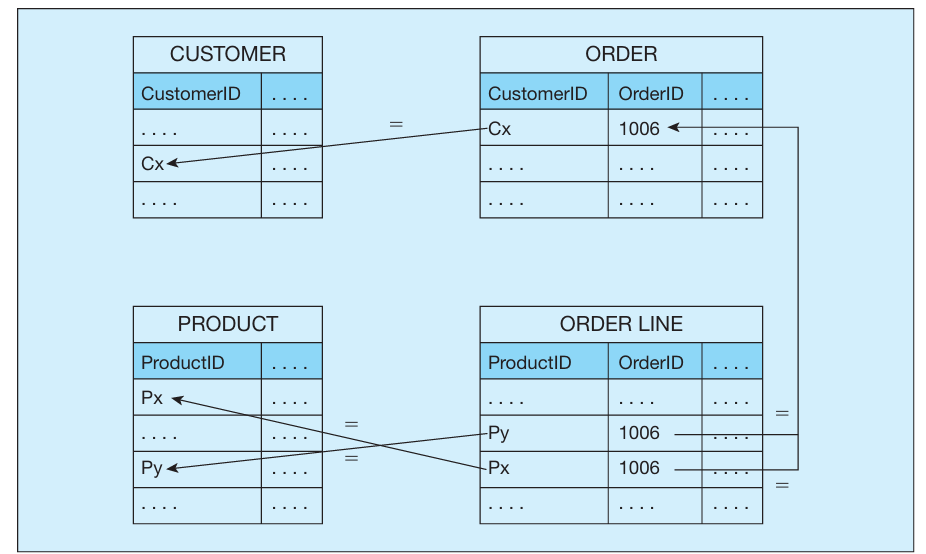 CUSTOMER
CustomerID ....
.... ....
Cx ....
.... ....
=
ORDER
CustomerID OrderID ....
Cx 1006 ....
.... .... ....
.... .... ....
PRODUCT
ProductID ....
Px ....
.... ....
Py ....
.... ....
=
=
ORDER LINE
ProductID OrderID ....
.... .... ....
Py 1006 ....
Px 1006 ....
.... .... ....
=
=